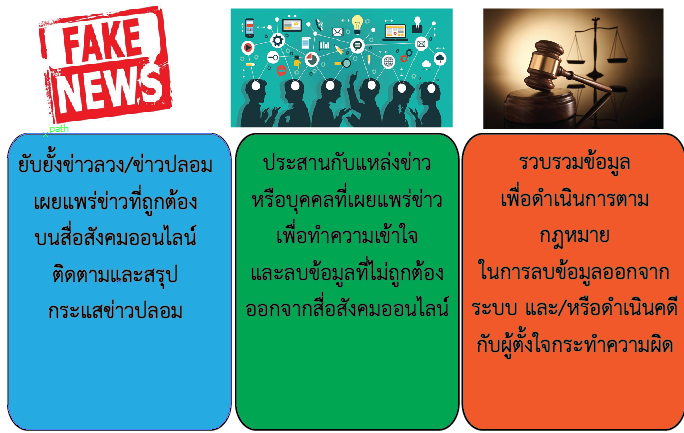 FAKE
NEWS
path
ยับยั้งข่าวลวง/ข่าวปลอม
เผยแพร่ข่าวที่ถูกต้อง
บนสื่อสังคมออนไลน์
ติดตามและสรุป
กระแสข่าวปลอม
ประสานกับแหล่งข่าว
หรือบุคคลที่เผยแพร่ข่าว
เพื่อทำความเข้าใจ
และลบข้อมูลที่ไม่ถูกต้อง
ออกจากสื่อสังคมออนไลน์
รวบรวมข้อมูล
เพื่อดำเนินการตาม
กฎหมาย
ในการลบข้อมูลออกจาก
ระบบ และ/หรือดำเนินคดี
กับผู้ตั้งใจกระทำความผิด